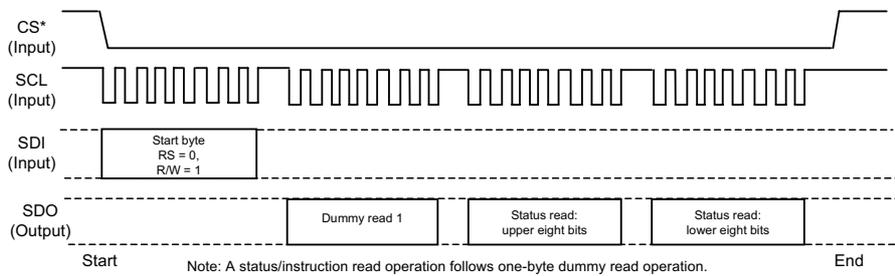 CS*
(Input)
SCL
(Input)
SDI
(Input)
Start byte
RS = 0,
R/W = 1
SDO
(Output)
Dummy read 1
Status read:
upper eight bits
Status read:
lower eight bits
Start
Note: A status/instruction read operation follows one-byte dummy read operation.
End